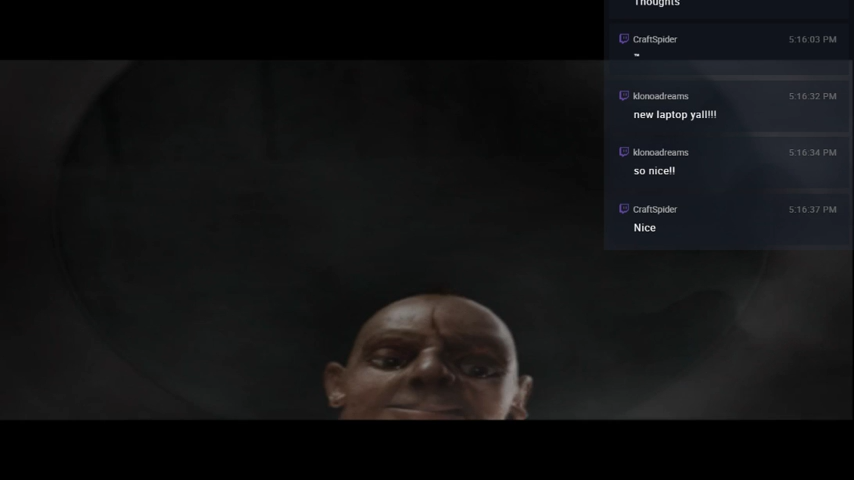 Thoughts
CraftSpider 5:16:03 PM
klonoadreams 5:16:32 PM
new laptop yall!!!
klonoadreams 5:16:34 PM
so nice!!
CraftSpider 5:16:37 PM
Nice